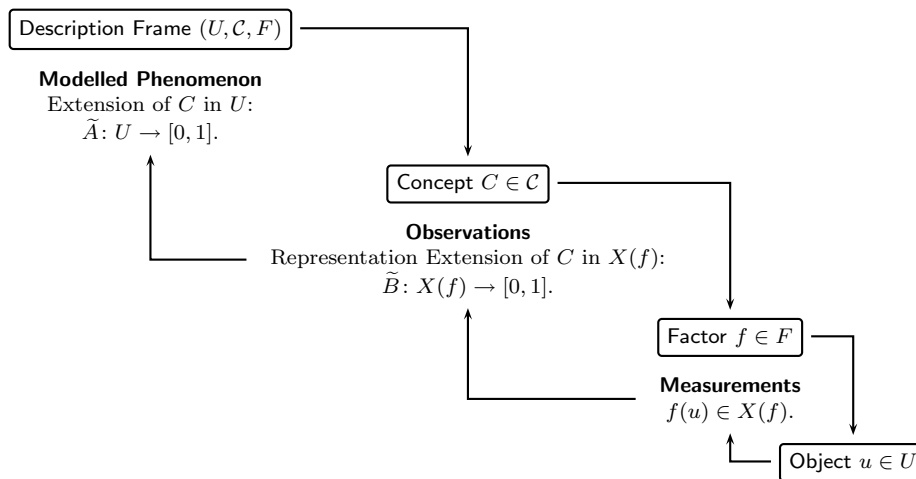 Description Frame (U, 𝒞, F)
Modelled Phenomenon
Extension of C in U:
Ã: U → [0, 1].
Concept C ∈ 𝒞
Observations
Representation Extension of C in X(f):
B̃: X(f) → [0, 1].
Factor f ∈ F
Measurements
f(u) ∈ X(f).
Object u ∈ U